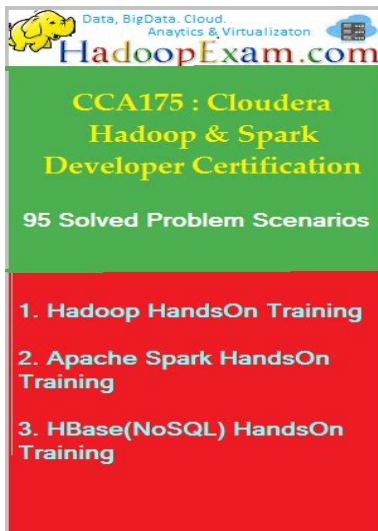 Data, BigData. Cloud..
Anaytics & Virtualizaton
HadoopExam.com
CCA175 : Cloudera
Hadoop & Spark
Developer Certification
95 Solved Problem Scenarios
1. Hadoop HandsOn Training
2. Apache Spark HandsOn
Training
3. HBase(NoSQL) HandsOn
Training